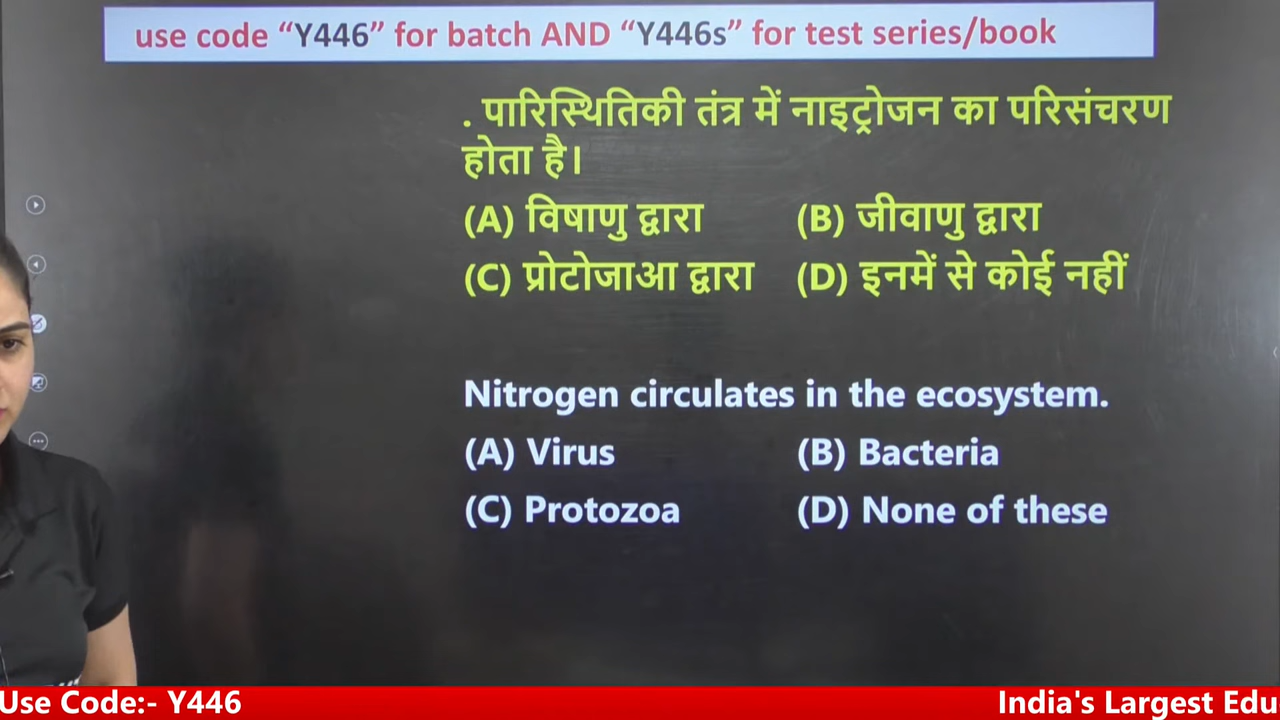 use code “Y446” for batch AND “Y446s” for test series/book
. पारिस्थितिकी तंत्र में नाइट्रोजन का परिसंचरण
होता है।
(A) विषाणु द्वारा (B) जीवाणु द्वारा
(C) प्रोटोजाआ द्वारा (D) इनमें से कोई नहीं
Nitrogen circulates in the ecosystem.
(A) Virus (B) Bacteria
(C) Protozoa (D) None of these
Use Code:- Y446 India's Largest Edu